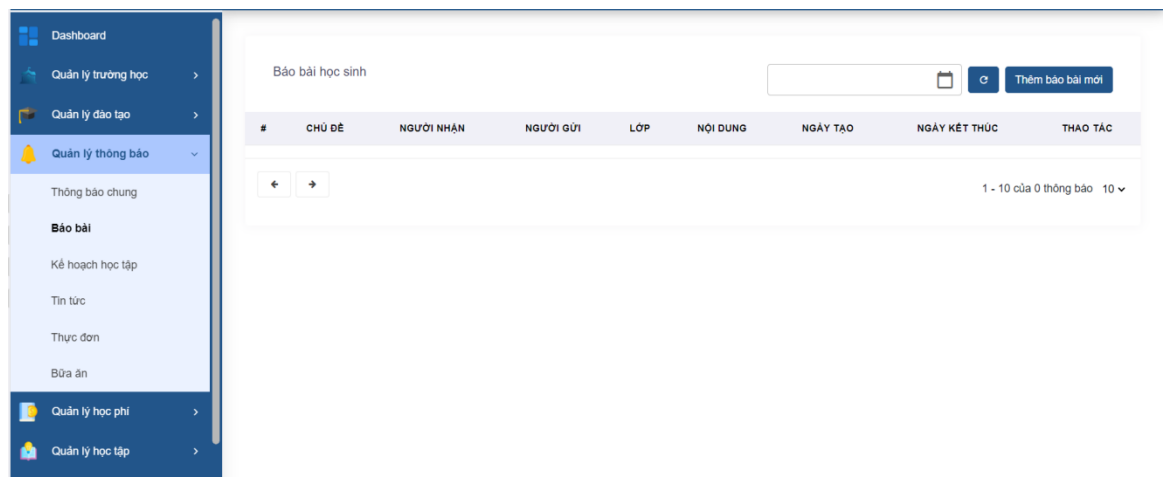 Dashboard
Quản lý trường học
Quản lý đào tạo
Quản lý thông báo
Thông báo chung
Báo bài
Kế hoạch học tập
Tin tức
Thực đơn
Bữa ăn
Quản lý học phí
Quản lý học tập
Báo bài học sinh
Thêm báo bài mới
# CHỦ ĐỀ NGƯỜI NHẬN NGƯỜI GỬI LỚP NỘI DUNG NGÀY TẠO NGÀY KẾT THÚC THAO TÁC
1 - 10 của 0 thông báo 10